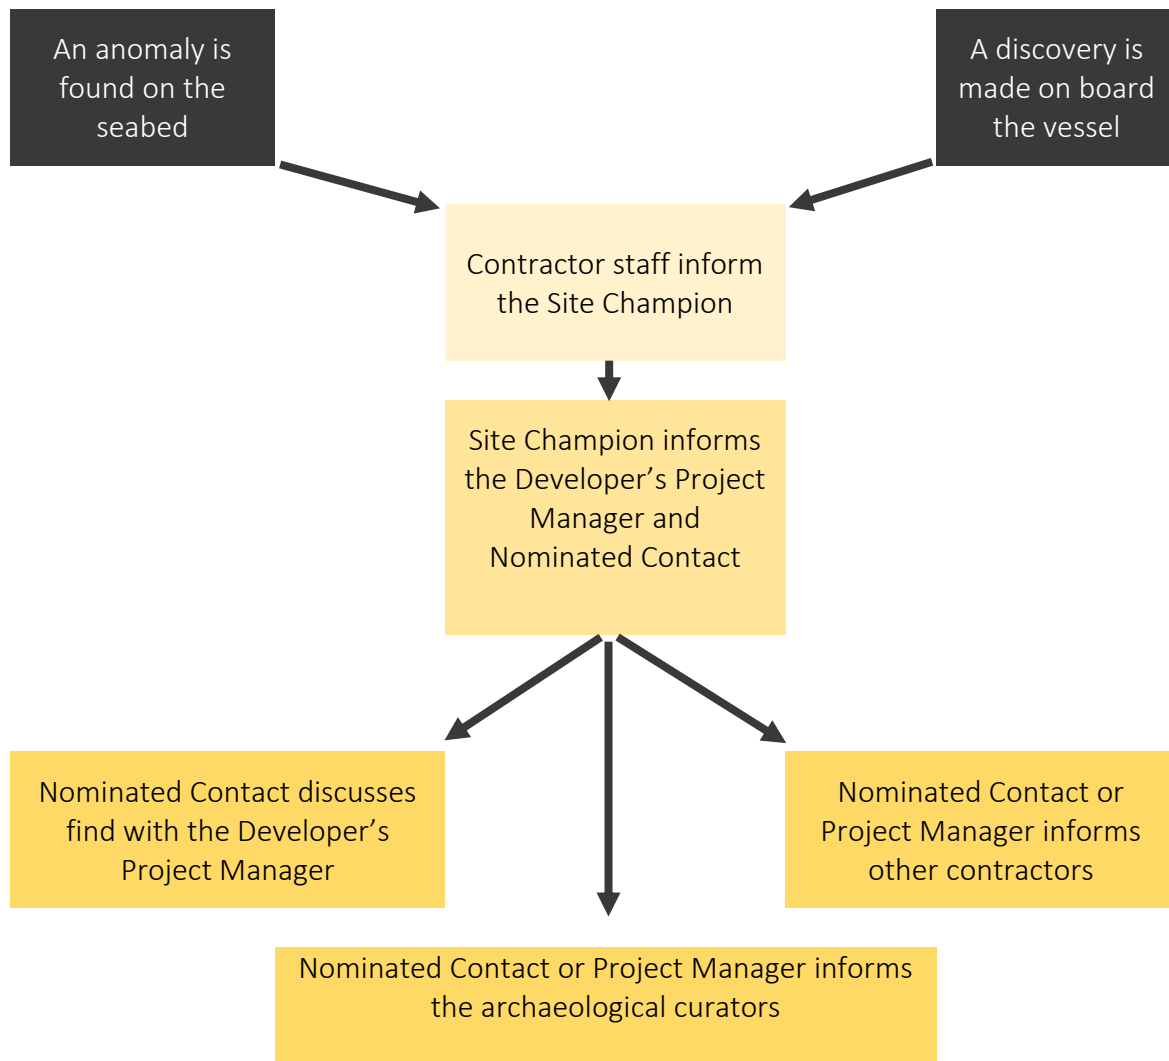 An anomaly is
found on the
seabed
A discovery is
made on board
the vessel
Contractor staff inform
the Site Champion
Site Champion informs
the Developer’s Project
Manager and
Nominated Contact
Nominated Contact discusses
find with the Developer’s
Project Manager
Nominated Contact or
Project Manager informs
other contractors
Nominated Contact or Project Manager informs
the archaeological curators